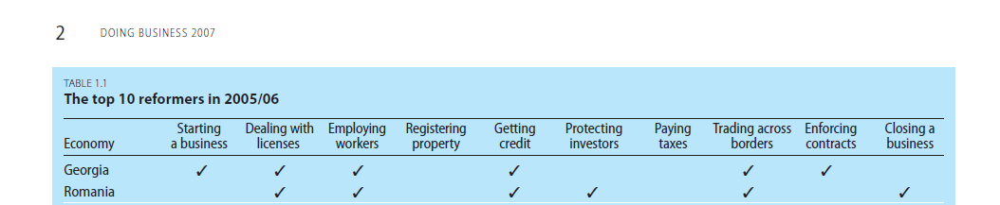 2 DOING BUSINESS 2007
TABLE 1.1
The top 10 reformers in 2005/06
Starting Dealing with Employing Registering Getting Protecting Paying Trading across Enforcing Closing a
Economy a business licenses workers property credit investors taxes borders contracts business
Georgia ✓ ✓ ✓ ✓ ✓ ✓
Romania ✓ ✓ ✓ ✓ ✓ ✓